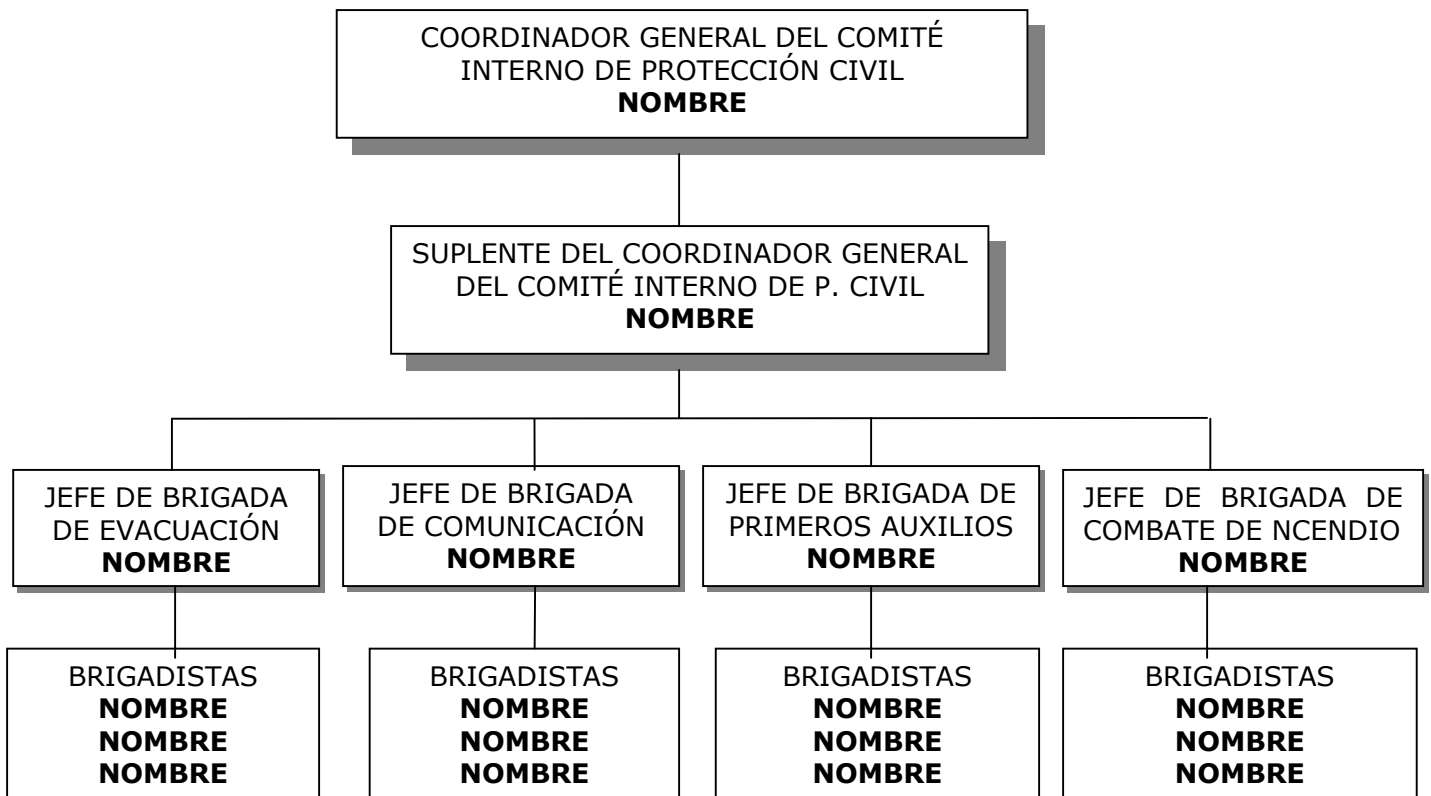 COORDINADOR GENERAL DEL COMITÉ
INTERNO DE PROTECCIÓN CIVIL
NOMBRE
SUPLENTE DEL COORDINADOR GENERAL
DEL COMITÉ INTERNO DE P. CIVIL
NOMBRE
JEFE DE BRIGADA
DE EVACUACIÓN
NOMBRE
JEFE DE BRIGADA
DE COMUNICACIÓN
NOMBRE
JEFE DE BRIGADA DE
PRIMEROS AUXILIOS
NOMBRE
JEFE DE BRIGADA DE
COMBATE DE NCENDIO
NOMBRE
BRIGADISTAS
NOMBRE
NOMBRE
NOMBRE
BRIGADISTAS
NOMBRE
NOMBRE
NOMBRE
BRIGADISTAS
NOMBRE
NOMBRE
NOMBRE
BRIGADISTAS
NOMBRE
NOMBRE
NOMBRE